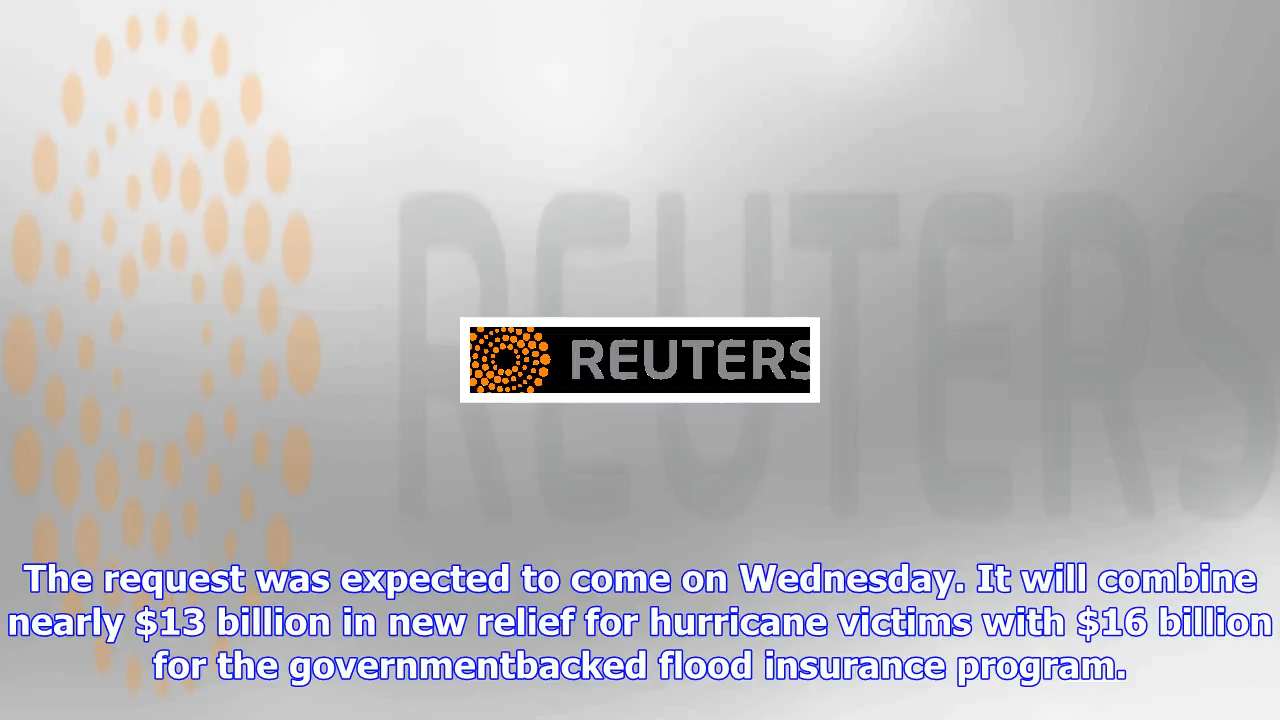 REUTERS
REUTERS
The request was expected to come on Wednesday. It will combine
nearly $13 billion in new relief for hurricane victims with $16 billion
for the governmentbacked flood insurance program.